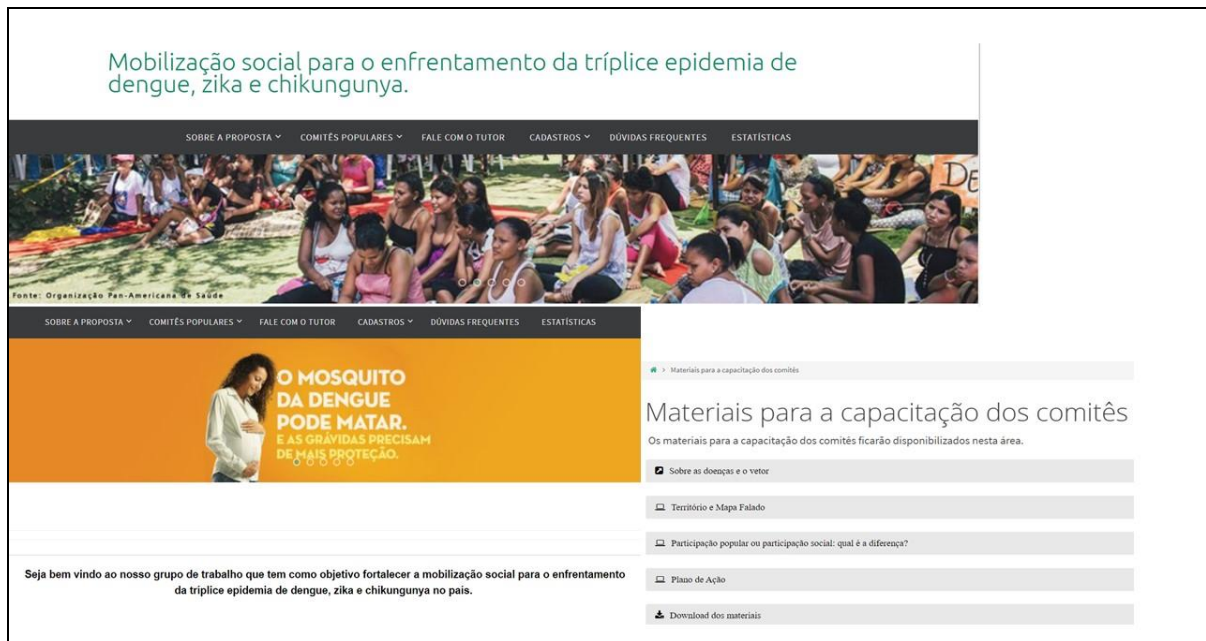 Mobilização social para o enfrentamento da tríplice epidemia de
dengue, zika e chikungunya.
SOBRE A PROPOSTA COMITÊS POPULARES FALE COM O TUTOR CADASTROS DÚVIDAS FREQUENTES ESTATÍSTICAS
DE
Fonte: Organização Pan-Americana de Saúde
SOBRE A PROPOSTA COMITÊS POPULARES FALE COM O TUTOR CADASTROS DÚVIDAS FREQUENTES ESTATÍSTICAS
O MOSQUITO
DA DENGUE
PODE MATAR.
E AS GRÁVIDAS PRECISAM
DE MAIS PROTEÇÃO.
Seja bem vindo ao nosso grupo de trabalho que tem como objetivo fortalecer a mobilização social para o enfrentamento
da tríplice epidemia de dengue, zika e chikungunya no país.
> Materiais para a capacitação dos comitês
Materiais para a capacitação dos comitês
Os materiais para a capacitação dos comitês ficarão disponibilizados nesta área.
Sobre as doenças e o vetor
Território e Mapa Falado
Participação popular ou participação social: qual é a diferença?
Plano de Ação
Download dos materiais